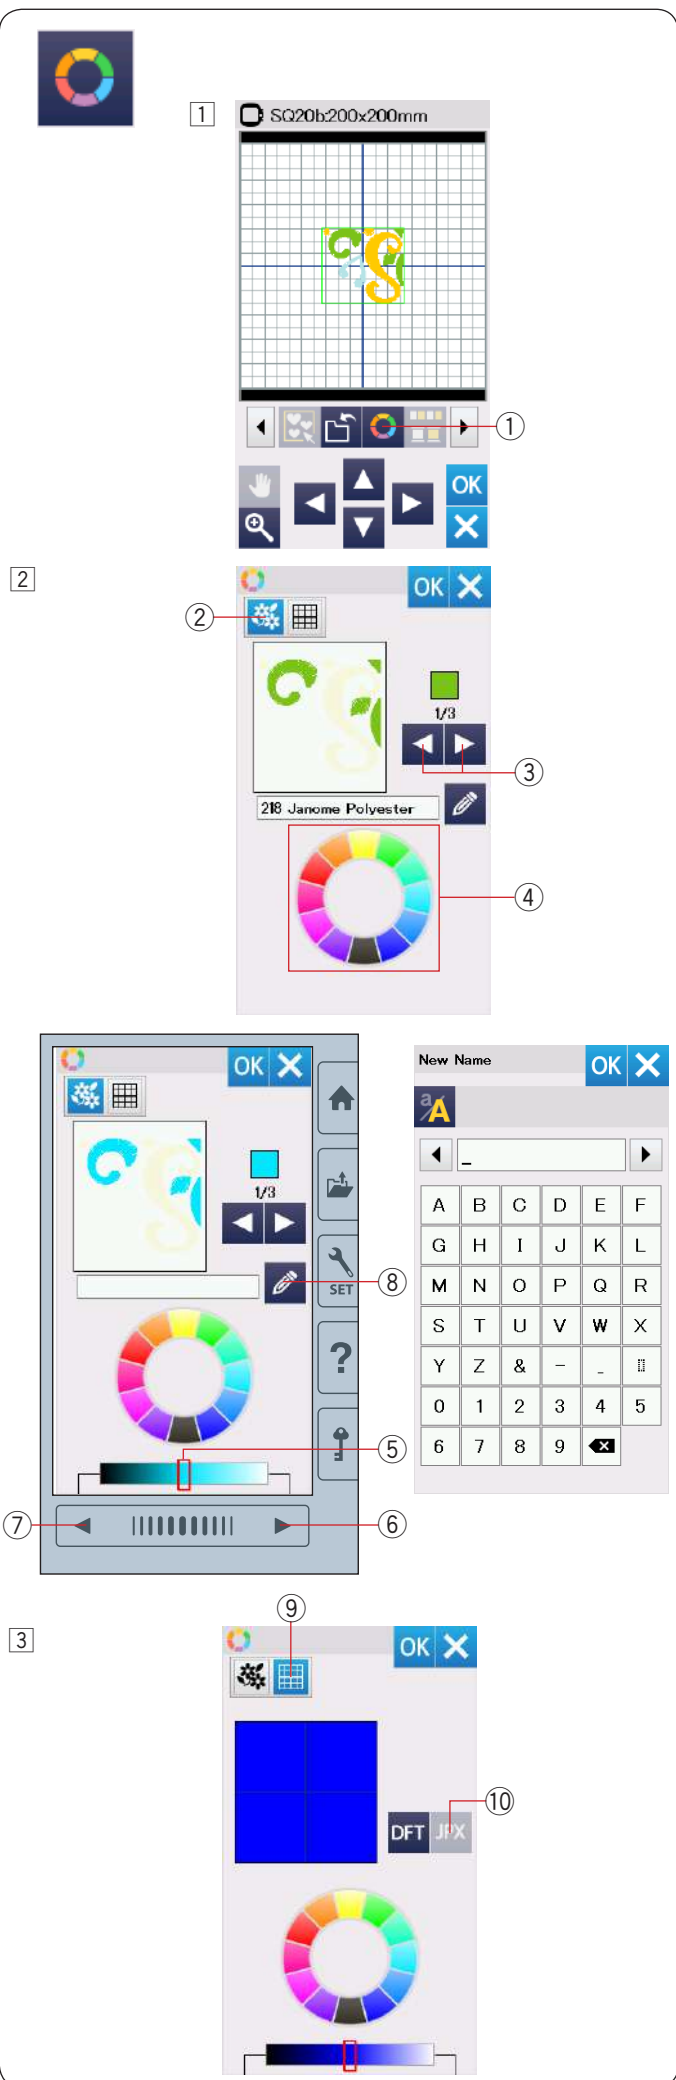 1
SQ20b:200x200mm
1
OK
2
OK
2
1/3
3
218 Janome Polyester
4
OK
1/3
8
SET
?
5
7
6
New Name
OK
a/A
_
A B C D E F
G H I J K L
M N O P Q R
S T U V W X
Y Z & - _
0 1 2 3 4 5
6 7 8 9
9
3
OK
10
DFT JPX